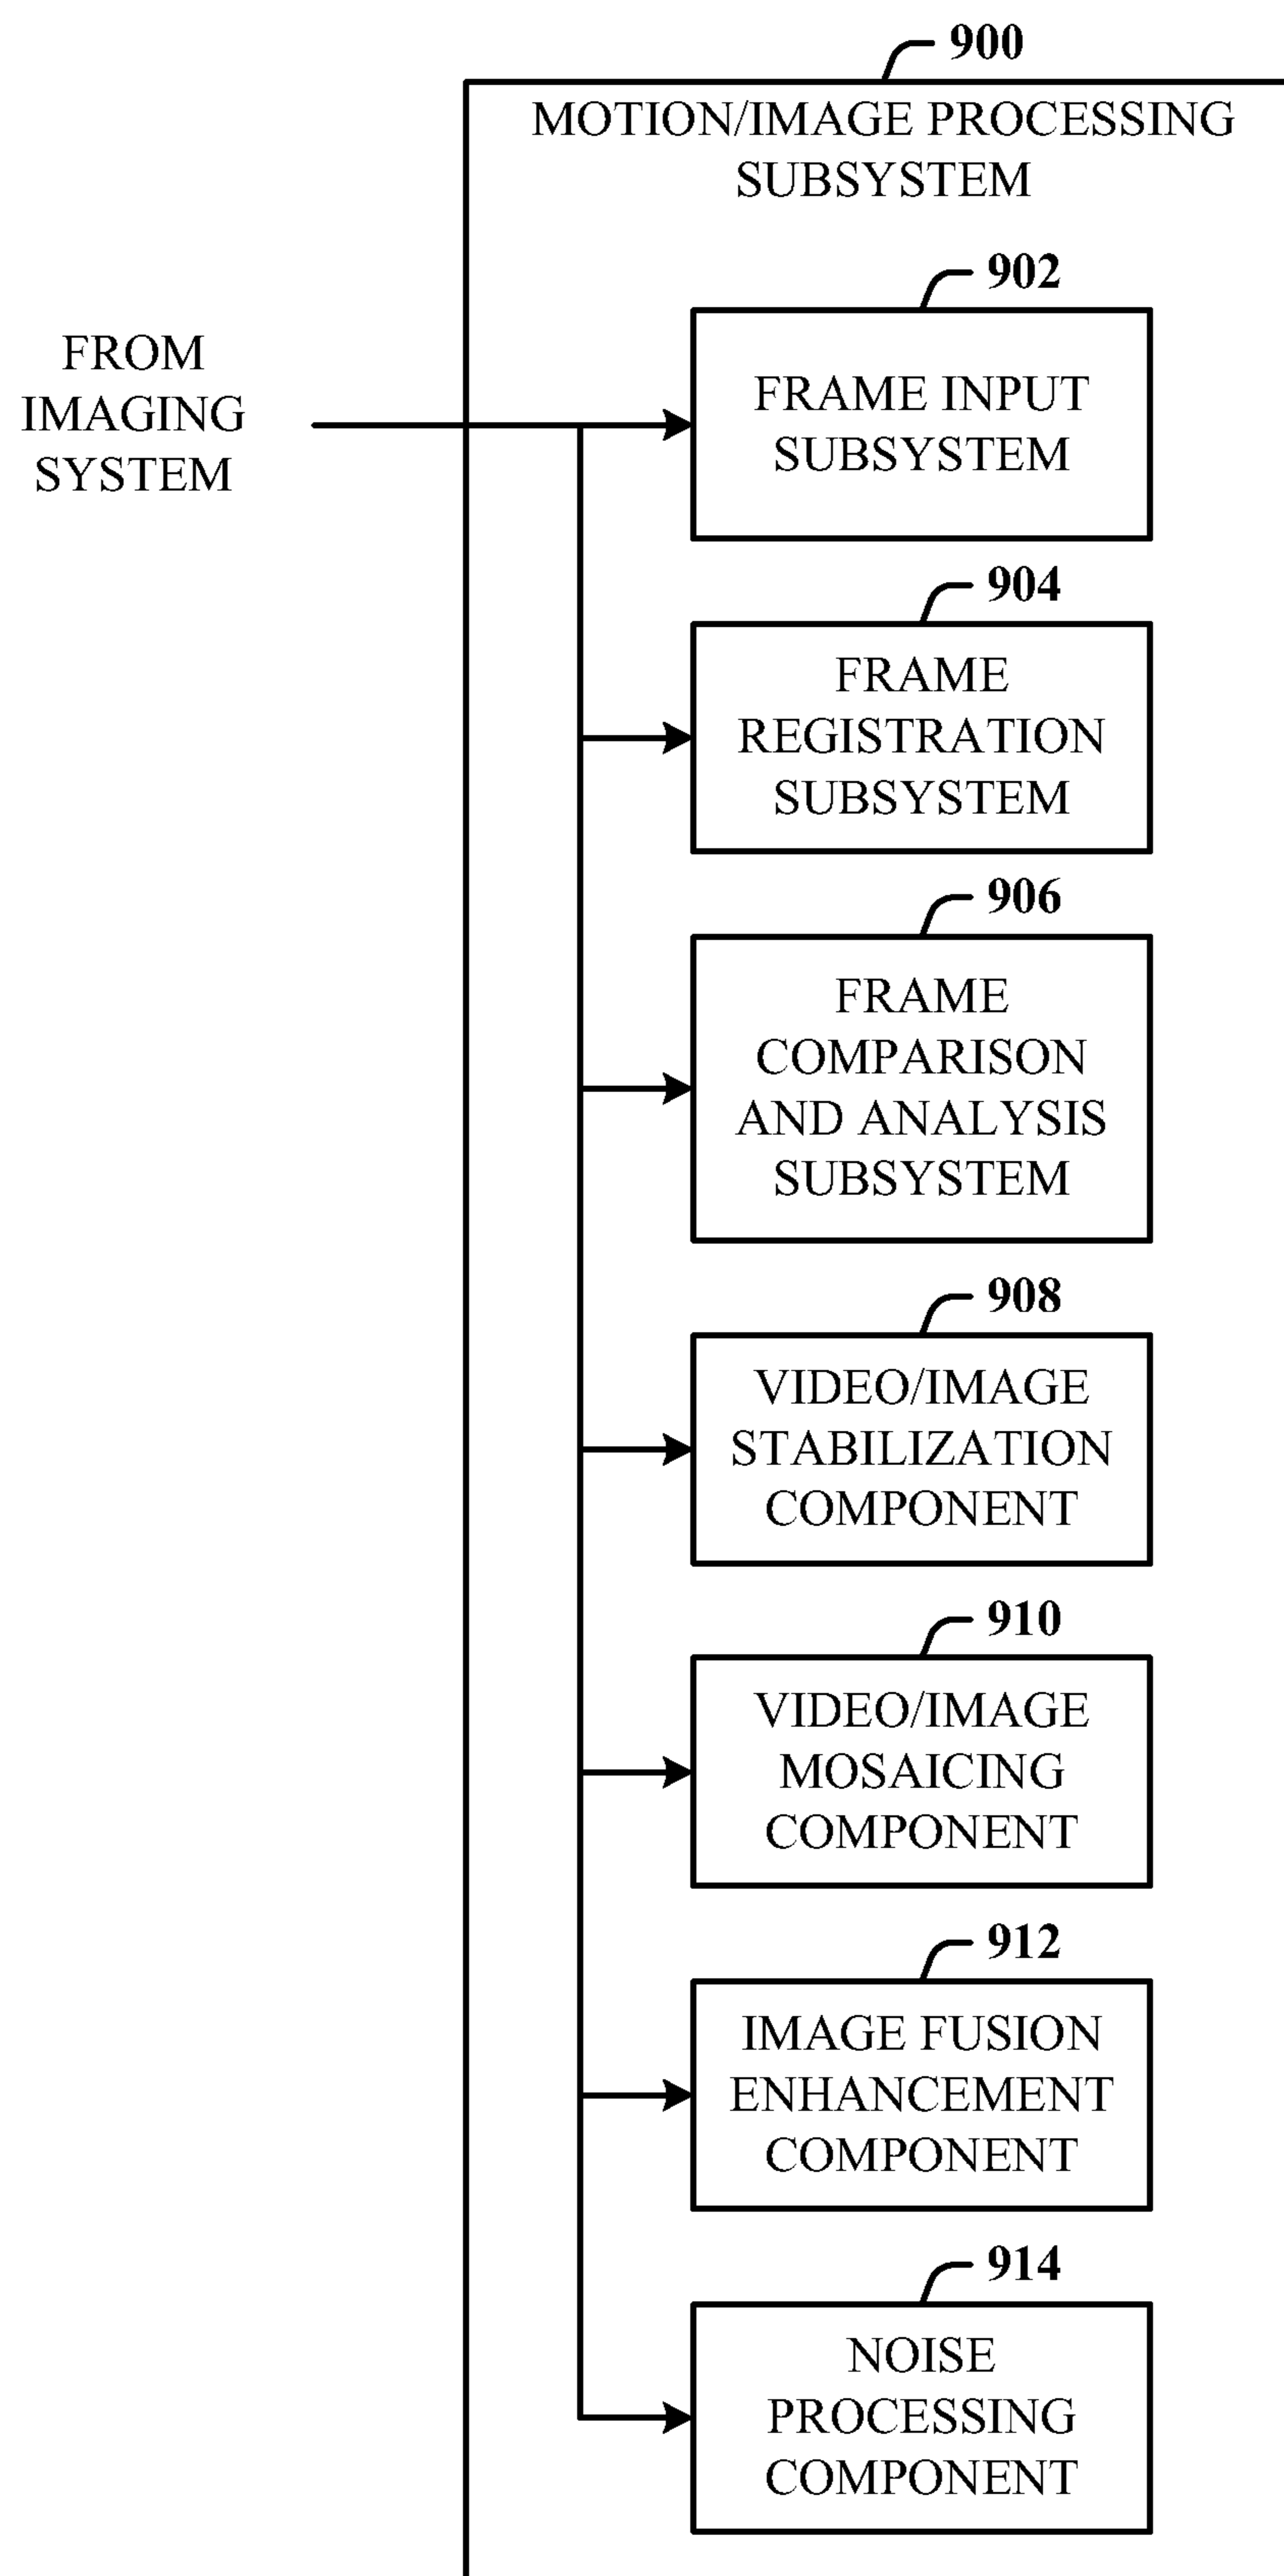 900
MOTION/IMAGE PROCESSING
SUBSYSTEM
902
FROM
IMAGING
SYSTEM
FRAME INPUT
SUBSYSTEM
904
FRAME
REGISTRATION
SUBSYSTEM
906
FRAME
COMPARISON
AND ANALYSIS
SUBSYSTEM
908
VIDEO/IMAGE
STABILIZATION
COMPONENT
910
VIDEO/IMAGE
MOSAICING
COMPONENT
912
IMAGE FUSION
ENHANCEMENT
COMPONENT
914
NOISE
PROCESSING
COMPONENT